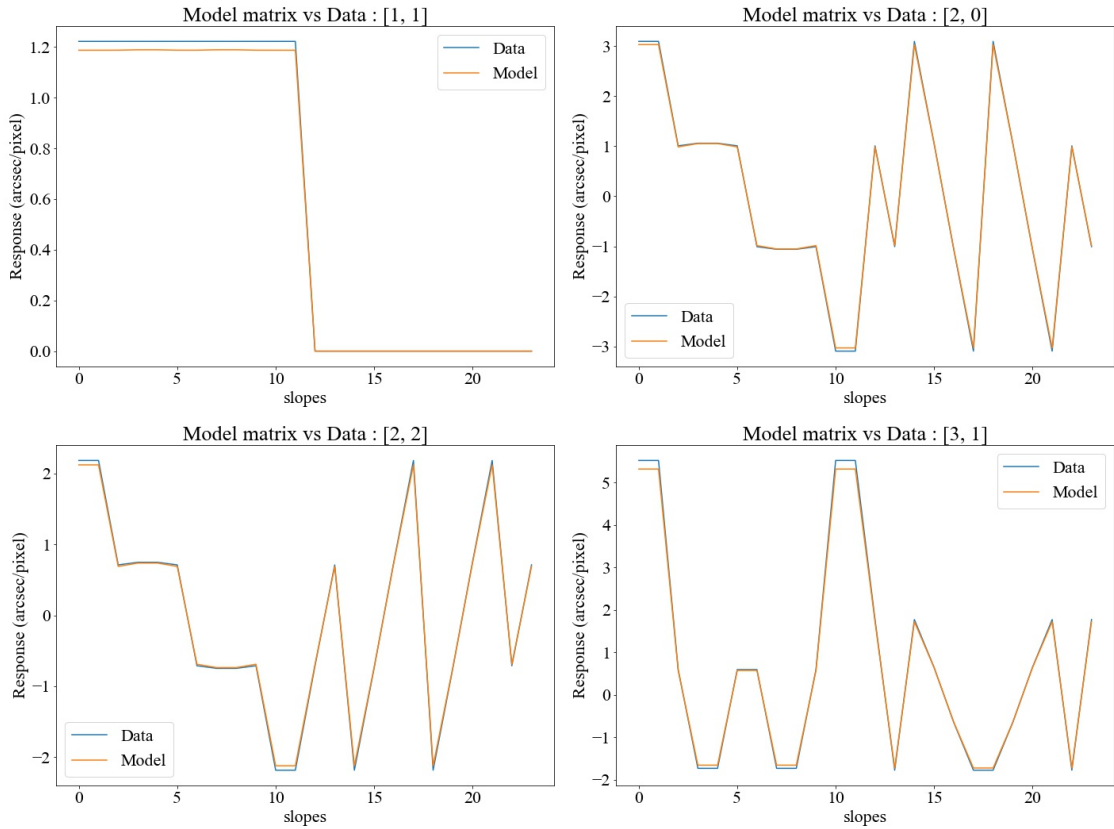 Model matrix vs Data : [1, 1]
Response (arcsec/pixel)
1.2
1.0
0.8
0.6
0.4
0.2
0.0
Data
Model
0 5 10 15 20
slopes
Model matrix vs Data : [2, 0]
Response (arcsec/pixel)
3
2
1
0
−1
−2
−3
Data
Model
0 5 10 15 20
slopes
Model matrix vs Data : [2, 2]
Response (arcsec/pixel)
2
1
0
−1
−2
Data
Model
0 5 10 15 20
slopes
Model matrix vs Data : [3, 1]
Response (arcsec/pixel)
5
4
3
2
1
0
−1
−2
Data
Model
0 5 10 15 20
slopes